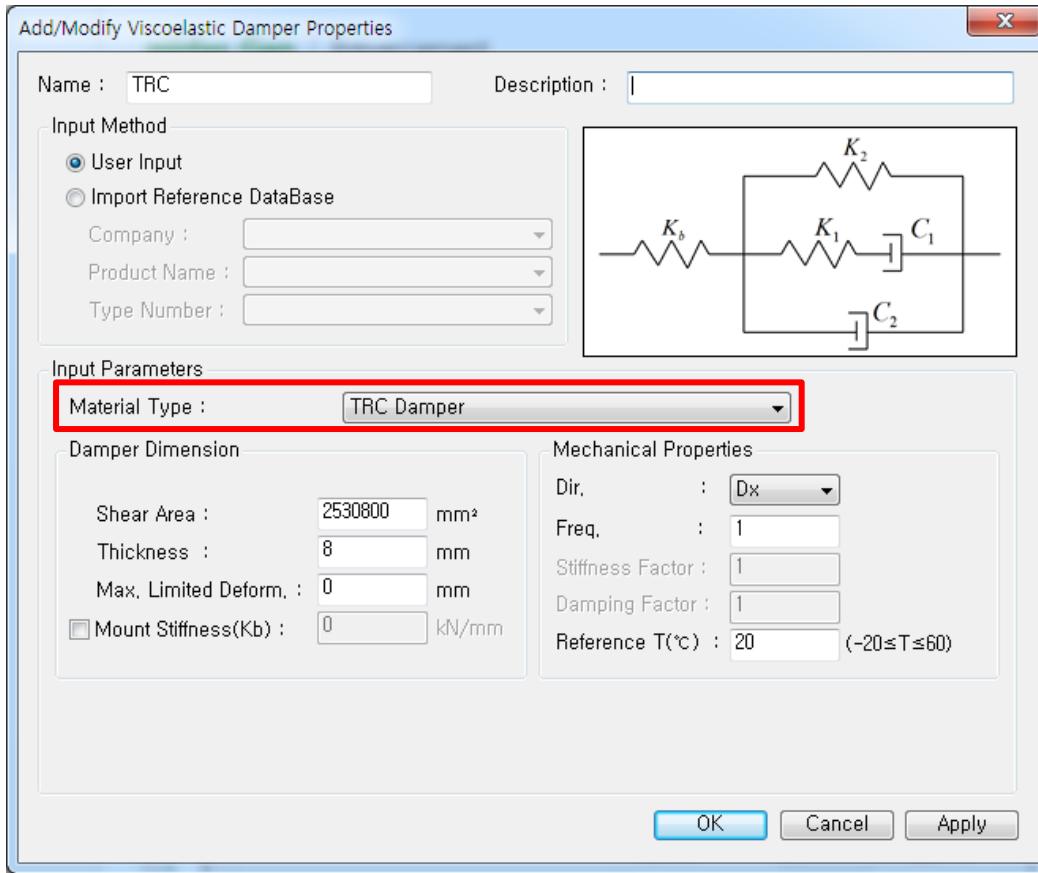 Add/Modify Viscoelastic Damper Properties
Name : TRC
Description :
Input Method
User Input
Import Reference DataBase
Company :
Product Name :
Type Number :
K2
Kb
K1
C1
C2
Input Parameters
Material Type : TRC Damper
Damper Dimension
Shear Area : 2530800 mm²
Thickness : 8 mm
Max. Limited Deform. : 0 mm
Mount Stiffness(Kb) : 0 kN/mm
Mechanical Properties
Dir. : Dx
Freq. : 1
Stiffness Factor : 1
Damping Factor : 1
Reference T(℃) : 20 (-20≤T≤60)
OK Cancel Apply